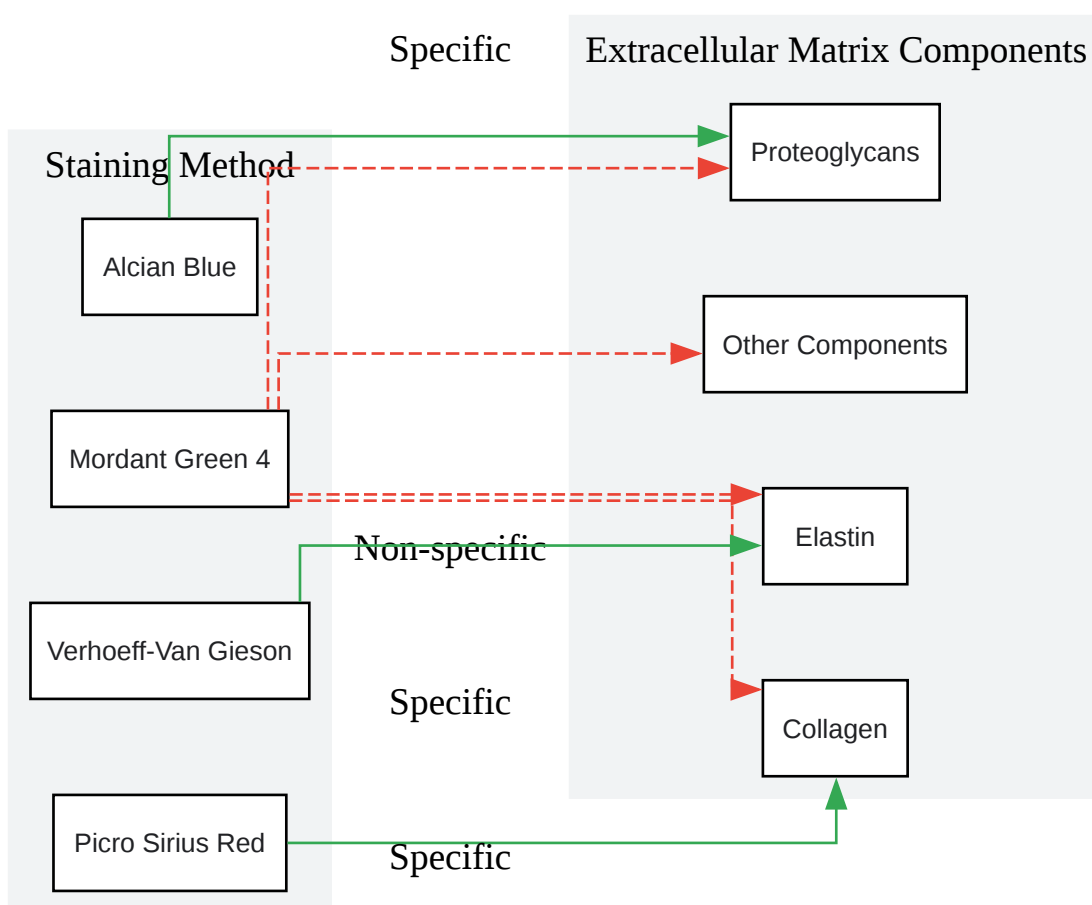 Specific
Extracellular Matrix Components
Proteoglycans
Staining Method
Alcian Blue
Other Components
Mordant Green 4
Elastin
Non-specific
Verhoeff-Van Gieson
Specific
Collagen
Picro Sirius Red
Specific